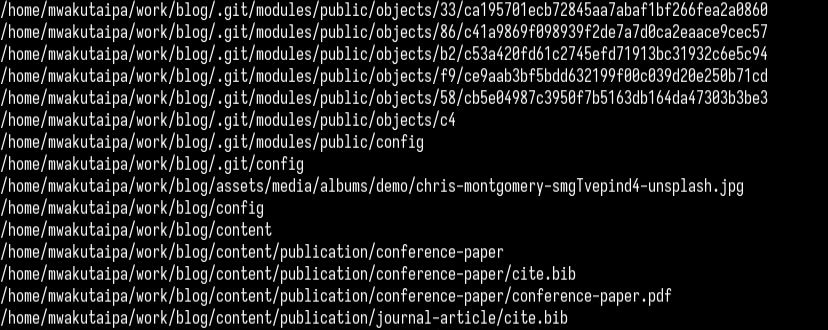 /home/mwakutaipa/work/blog/.git/modules/public/objects/33/ca195701ecb72845aa7abaf1bf266fea2a0860
/home/mwakutaipa/work/blog/.git/modules/public/objects/86/c41a9869f098939f2de7a7d0ca2eaace9cec57
/home/mwakutaipa/work/blog/.git/modules/public/objects/b2/c53a420fd61c2745efd71913bc31932c6e5c94
/home/mwakutaipa/work/blog/.git/modules/public/objects/f9/ce9aab3bf5bdd632199f00c039d20e250b71cd
/home/mwakutaipa/work/blog/.git/modules/public/objects/58/cb5e04987c3950f7b5163db164da47303b3be3
/home/mwakutaipa/work/blog/.git/modules/public/objects/c4
/home/mwakutaipa/work/blog/.git/modules/public/config
/home/mwakutaipa/work/blog/.git/config
/home/mwakutaipa/work/blog/assets/media/albums/demo/chris-montgomery-smgTvepind4-unsplash.jpg
/home/mwakutaipa/work/blog/config
/home/mwakutaipa/work/blog/content
/home/mwakutaipa/work/blog/content/publication/conference-paper
/home/mwakutaipa/work/blog/content/publication/conference-paper/cite.bib
/home/mwakutaipa/work/blog/content/publication/conference-paper/conference-paper.pdf
/home/mwakutaipa/work/blog/content/publication/journal-article/cite.bib